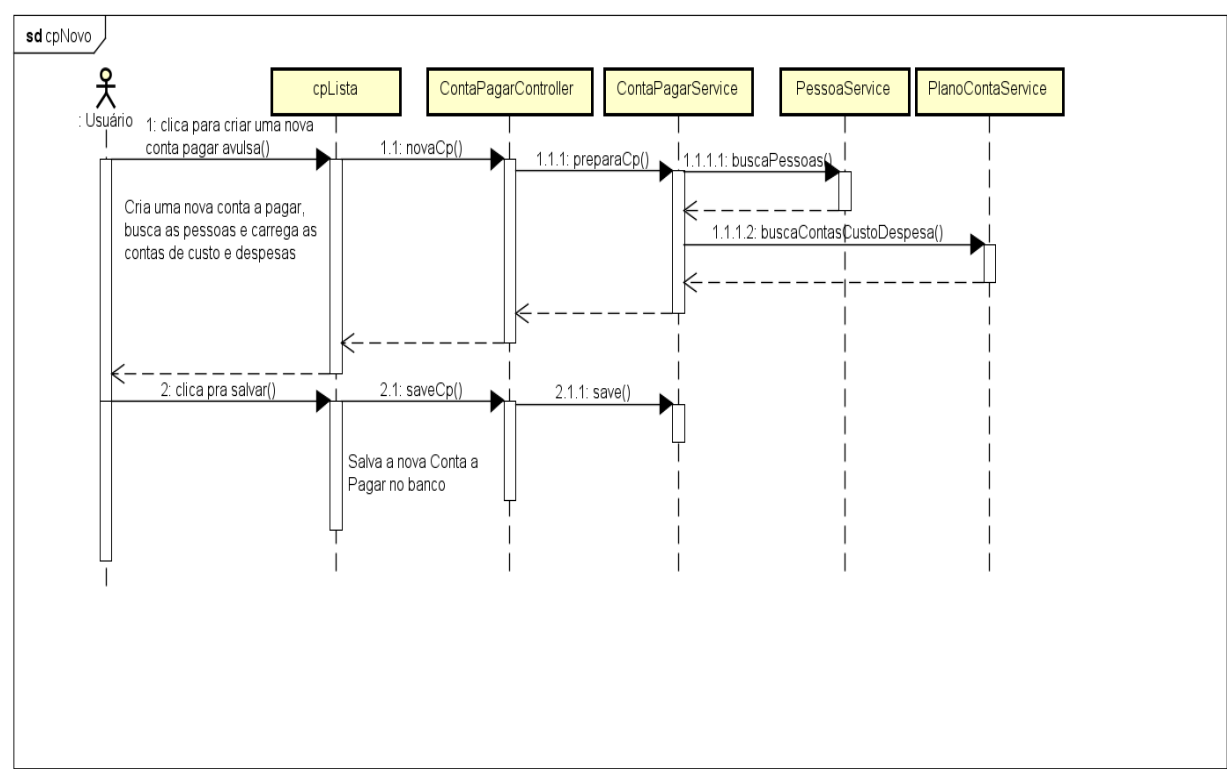 sd cpNovo
: Usuário
cpLista
ContaPagarController
ContaPagarService
PessoaService
PlanoContaService
1: clica para criar uma nova
conta pagar avulsa()
1.1: novaCp()
1.1.1: preparaCp()
1.1.1.1: buscaPessoas()
Cria uma nova conta a pagar,
busca as pessoas e carrega as
contas de custo e despesas
1.1.1.2: buscaContasCustoDespesa()
2: clica pra salvar()
2.1: saveCp()
2.1.1: save()
Salva a nova Conta a
Pagar no banco